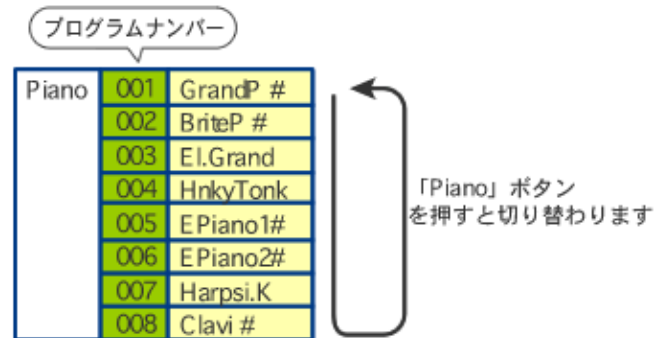 プログラムナンバー
Piano 001 GrandP #
002 BriteP #
003 El.Grand
004 HnkyTonk
005 EPiano1#
006 EPiano2#
007 Harpsi.K
008 Clavi #
「Piano」ボタン
を押すと切り替わります